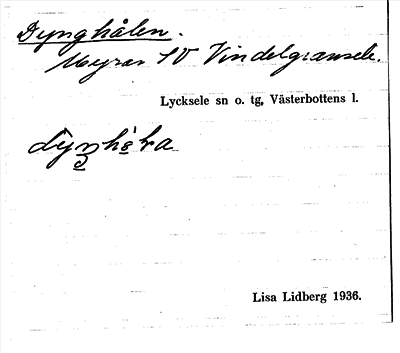 Dynghålen.
Myrar SV Vindelgransele.
Lycksele sn o. tg, Västerbottens l.
Lisa Lidberg 1936.